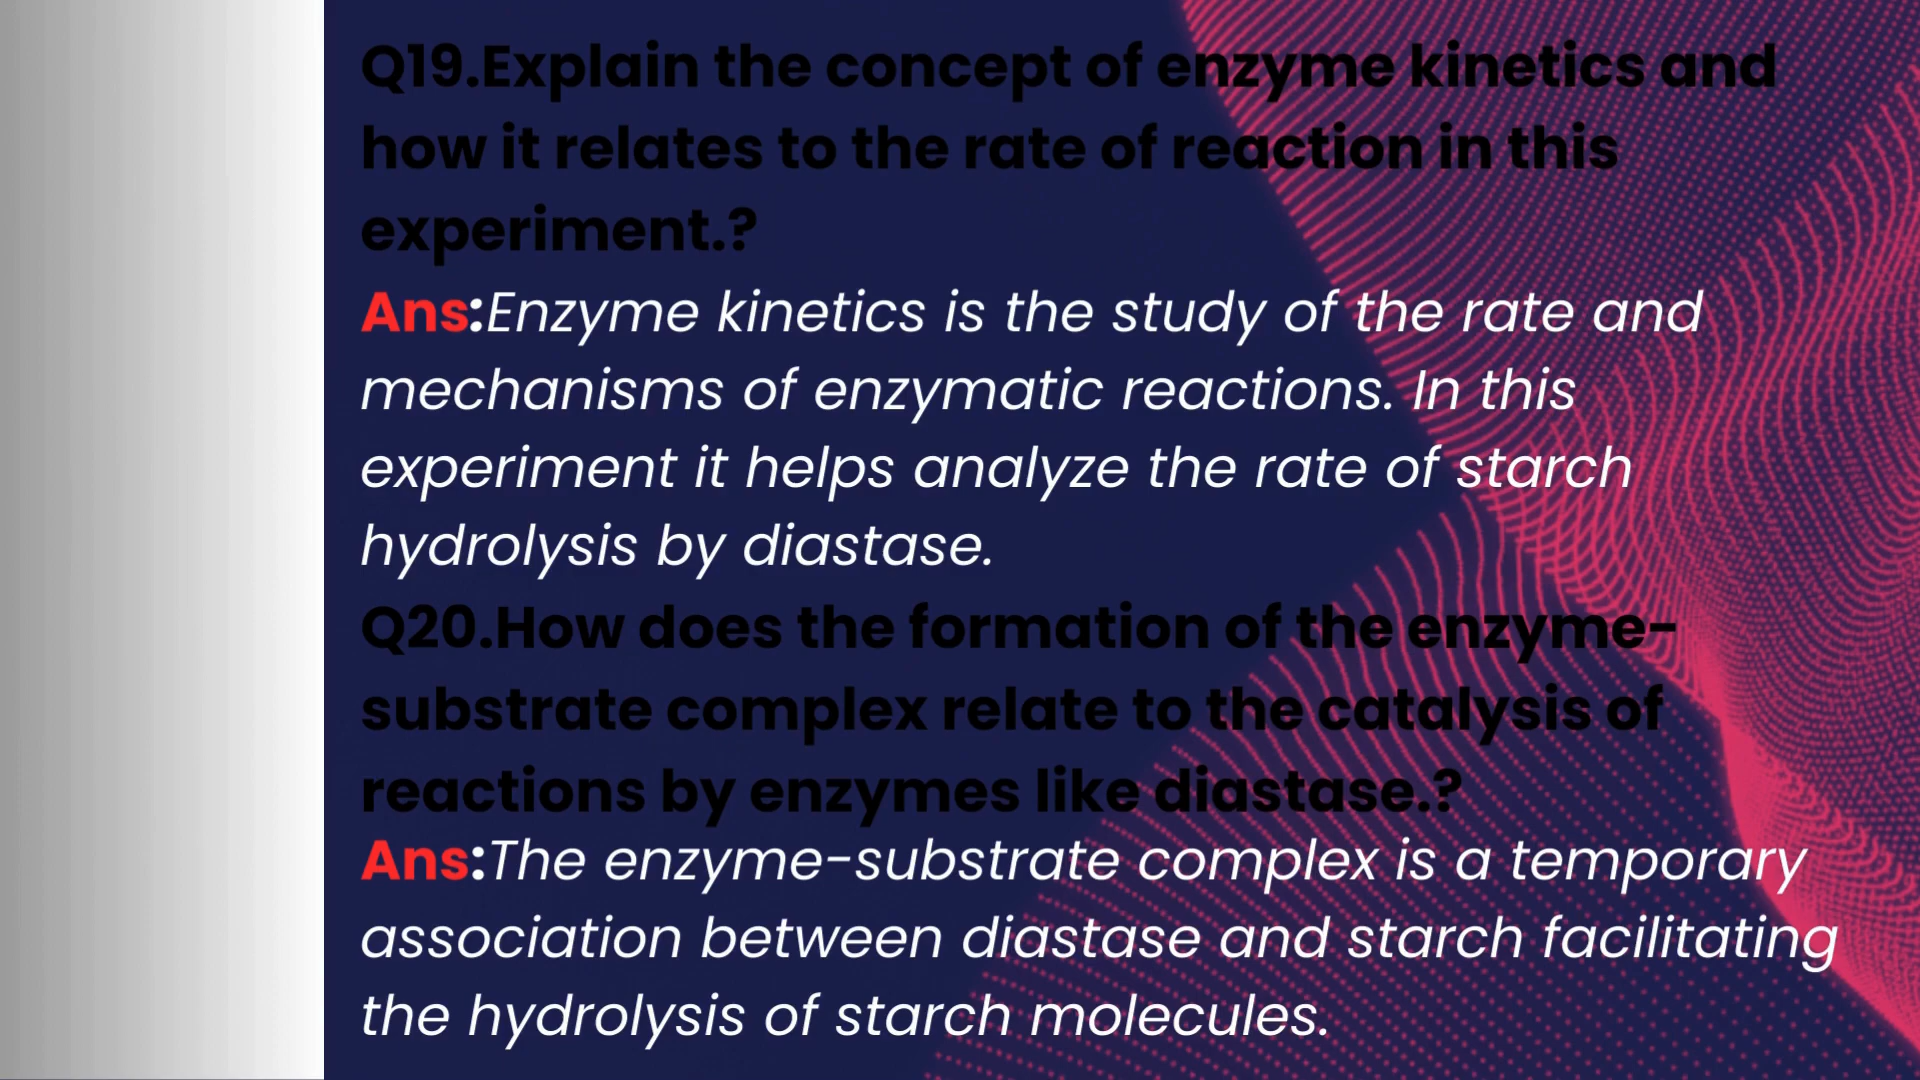 Q19.Explain the concept of enzyme kinetics and
how it relates to the rate of reaction in this
experiment.?
Ans:Enzyme kinetics is the study of the rate and
mechanisms of enzymatic reactions. In this
experiment it helps analyze the rate of starch
hydrolysis by diastase.
Q20.How does the formation of the enzyme-
substrate complex relate to the catalysis of
reactions by enzymes like diastase.?
Ans:The enzyme-substrate complex is a temporary
association between diastase and starch facilitating
the hydrolysis of starch molecules.